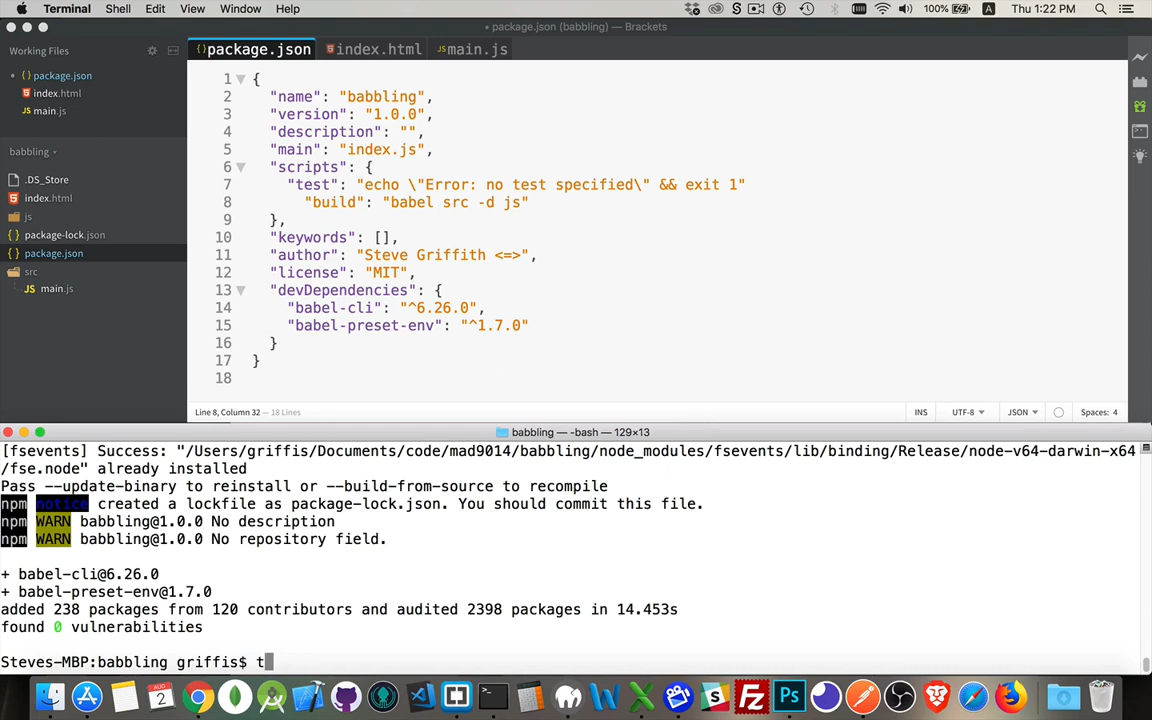 Terminal Shell Edit View Window Help 100% A Thu 1:22 PM
• package.json (babbling) — Brackets
Working Files
{} package.json
index.html
JS main.js
{} package.json
index.html
JS main.js
babbling
.DS_Store
index.html
js
{} package-lock.json
{} package.json
src
JS main.js
1 {
2 "name": "babbling",
3 "version": "1.0.0",
4 "description": "",
5 "main": "index.js",
6 "scripts": {
7 "test": "echo \"Error: no test specified\" && exit 1"
8 "build": "babel src -d js"
9 },
10 "keywords": [],
11 "author": "Steve Griffith <=>",
12 "license": "MIT",
13 "devDependencies": {
14 "babel-cli": "^6.26.0",
15 "babel-preset-env": "^1.7.0"
16 }
17 }
18
Line 8, Column 32 — 18 Lines
INS UTF-8 JSON Spaces: 4
babbling — -bash — 129×13
[fsevents] Success: "/Users/griffis/Documents/code/mad9014/babbling/node_modules/fsevents/lib/binding/Release/node-v64-darwin-x64
/fse.node" already installed
Pass --update-binary to reinstall or --build-from-source to recompile
npm notice created a lockfile as package-lock.json. You should commit this file.
npm WARN babbling@1.0.0 No description
npm WARN babbling@1.0.0 No repository field.
+ babel-cli@6.26.0
+ babel-preset-env@1.7.0
added 238 packages from 120 contributors and audited 2398 packages in 14.453s
found 0 vulnerabilities
Steves-MBP:babbling griffis$ t
AUG
2
W
X
S
FZ
Ps